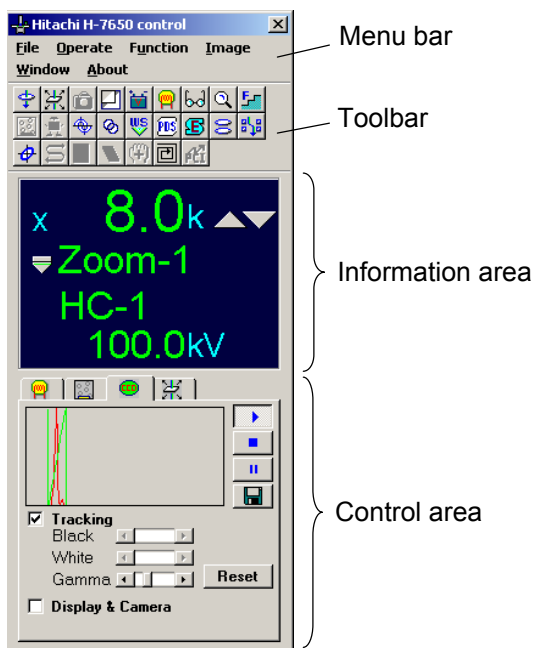 Hitachi H-7650 control
File Operate Function Image
Window About
Menu bar
WS PDS
Toolbar
x 8.0k
Zoom-1
HC-1
100.0kV
Information area
Tracking
Black
White
Gamma Reset
Display & Camera
Control area